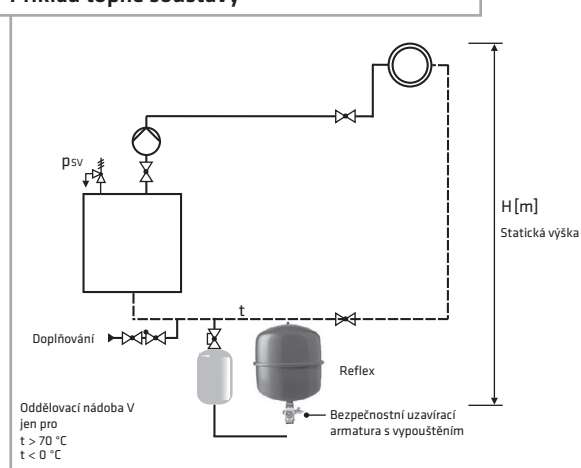 Příklad topné soustavy
pSV
H [m]
Statická výška
t
Doplňování
Reflex
Oddělovací nádoba V
jen pro
t > 70 °C
t < 0 °C
Bezpečnostní uzavírací
armatura s vypouštěním